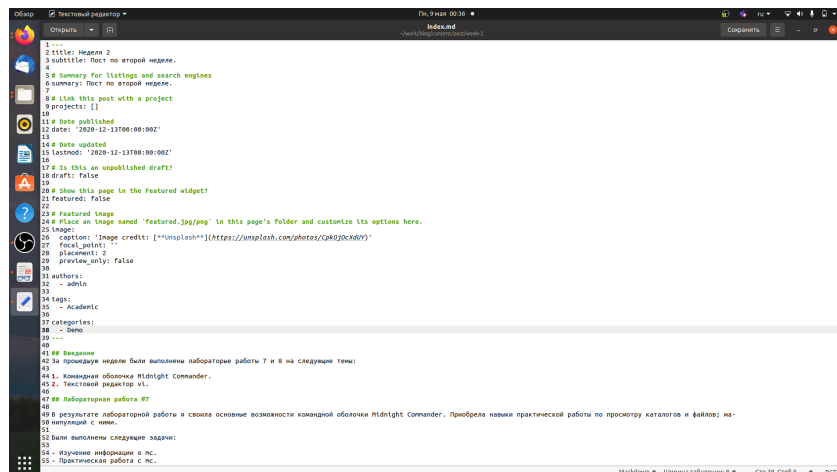 Обзор
Текстовый редактор
Пн, 9 мая 00:36
ru
Открыть
index.md
~/work/blog/content/post/week-2
Сохранить
1 ---
2 title: Неделя 2
3 subtitle: Пост по второй неделе.
4
5 # Summary for listings and search engines
6 summary: Пост по второй неделе.
7
8 # Link this post with a project
9 projects: []
10
11 # Date published
12 date: '2020-12-13T00:00:00Z'
13
14 # Date updated
15 lastmod: '2020-12-13T00:00:00Z'
16
17 # Is this an unpublished draft?
18 draft: false
19
20 # Show this page in the Featured widget?
21 featured: false
22
23 # Featured image
24 # Place an image named `featured.jpg/png` in this page's folder and customize its options here.
25 image:
26   caption: 'Image credit: [**Unsplash**](https://unsplash.com/photos/CpkOjOcXdUY)'
27   focal_point: ''
28   placement: 2
29   preview_only: false
30
31 authors:
32   - admin
33
34 tags:
35   - Academic
36
37 categories:
38   - Demo
39 ---
40
41 ## Введение
42 За прошедшую неделю были выполнены лабораторые работы 7 и 8 на следующие темы:
43
44 1. Командная оболочка Midnight Commander.
45 2. Текстовой редактор vi.
46
47 ## Лабораторная работа #7
48
49 В результате лабораторной работы я своила основные возможности командной оболочки Midnight Commander. Приобрела навыки практической работы по просмотру каталогов и файлов; ма-
50 нипуляций с ними.
51
52 Были выполнены следующие задачи:
53
54 - Изучение информации о mc.
55 - Практическая работа с mc.
Markdown
Ширина табуляции: 8
Стр 38, Стлб 9
ВСТ